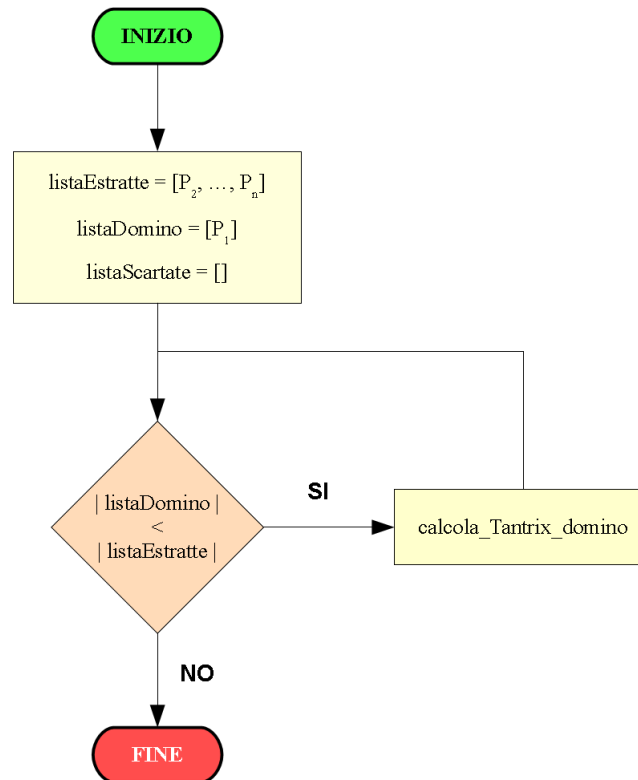 INIZIO
listaEstratte = [P₂, ..., Pₙ]
listaDomino = [P₁]
listaScartate = []
| listaDomino |
<
| listaEstratte |
SI
calcola_Tantrix_domino
NO
FINE